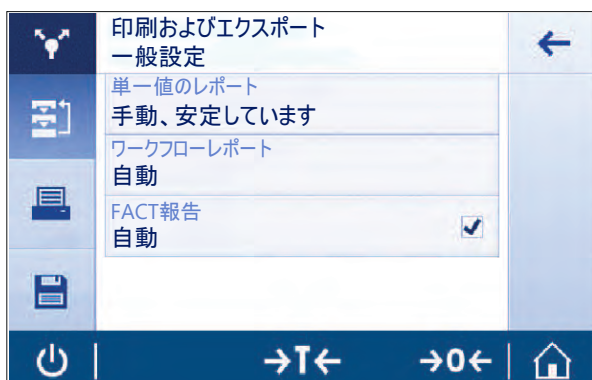 印刷およびエクスポート
一般設定
単一値のレポート
手動、安定しています
ワークフローレポート
自動
FACT報告
自動
→T← →0←